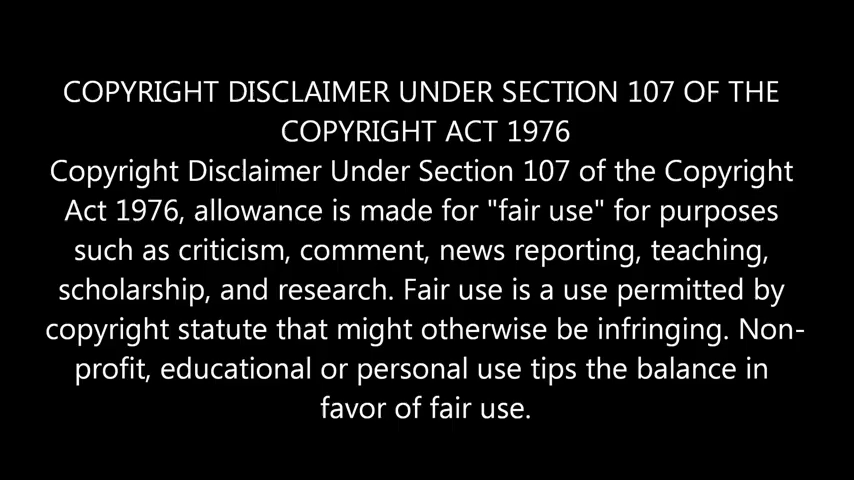 COPYRIGHT DISCLAIMER UNDER SECTION 107 OF THE
COPYRIGHT ACT 1976
Copyright Disclaimer Under Section 107 of the Copyright
Act 1976, allowance is made for "fair use" for purposes
such as criticism, comment, news reporting, teaching,
scholarship, and research. Fair use is a use permitted by
copyright statute that might otherwise be infringing. Non-
profit, educational or personal use tips the balance in
favor of fair use.